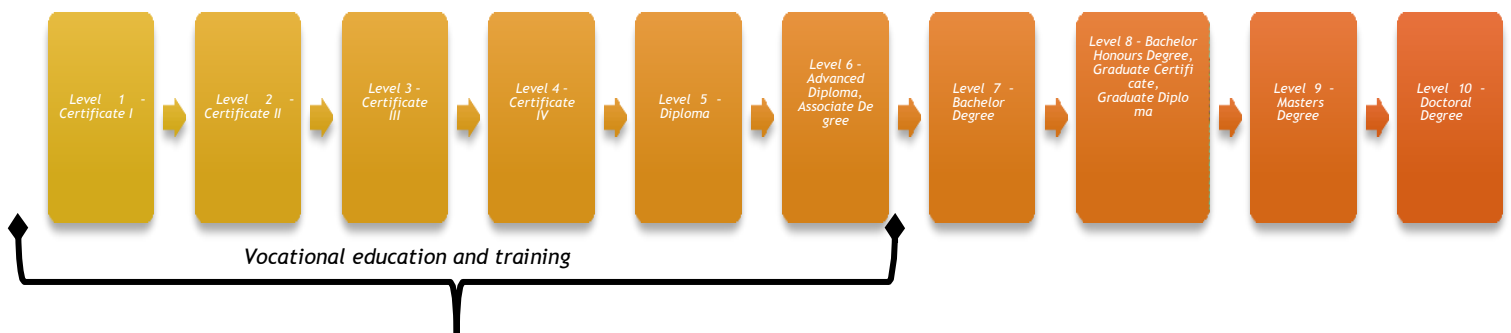 Level 1 -
Certificate I
Level 2 -
Certificate II
Level 3 -
Certificate
III
Level 4 -
Certificate
IV
Level 5 -
Diploma
Level 6 -
Advanced
Diploma,
Associate De
gree
Level 7 -
Bachelor
Degree
Level 8 - Bachelor
Honours Degree,
Graduate Certifi
cate,
Graduate Diplo
ma
Level 9 -
Masters
Degree
Level 10 -
Doctoral
Degree
Vocational education and training